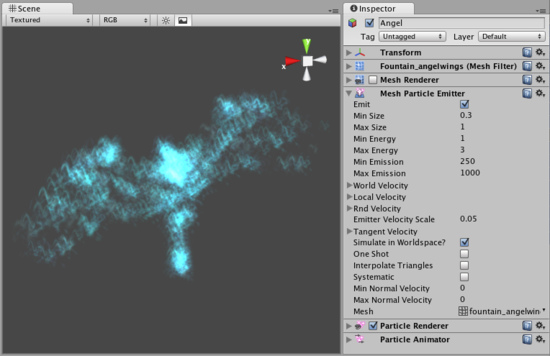 Scene
Textured
RGB
x
y
Inspector
Angel
Tag Untagged Layer Default
Transform
Fountain_angelwings (Mesh Filter)
Mesh Renderer
Mesh Particle Emitter
Emit
Min Size 0.3
Max Size 1
Min Energy 1
Max Energy 3
Min Emission 250
Max Emission 1000
World Velocity
Local Velocity
Rnd Velocity
Emitter Velocity Scale 0.05
Tangent Velocity
Simulate in Worldspace?
One Shot
Interpolate Triangles
Systematic
Min Normal Velocity 0
Max Normal Velocity 0
Mesh fountain_angelwin
Particle Renderer
Particle Animator